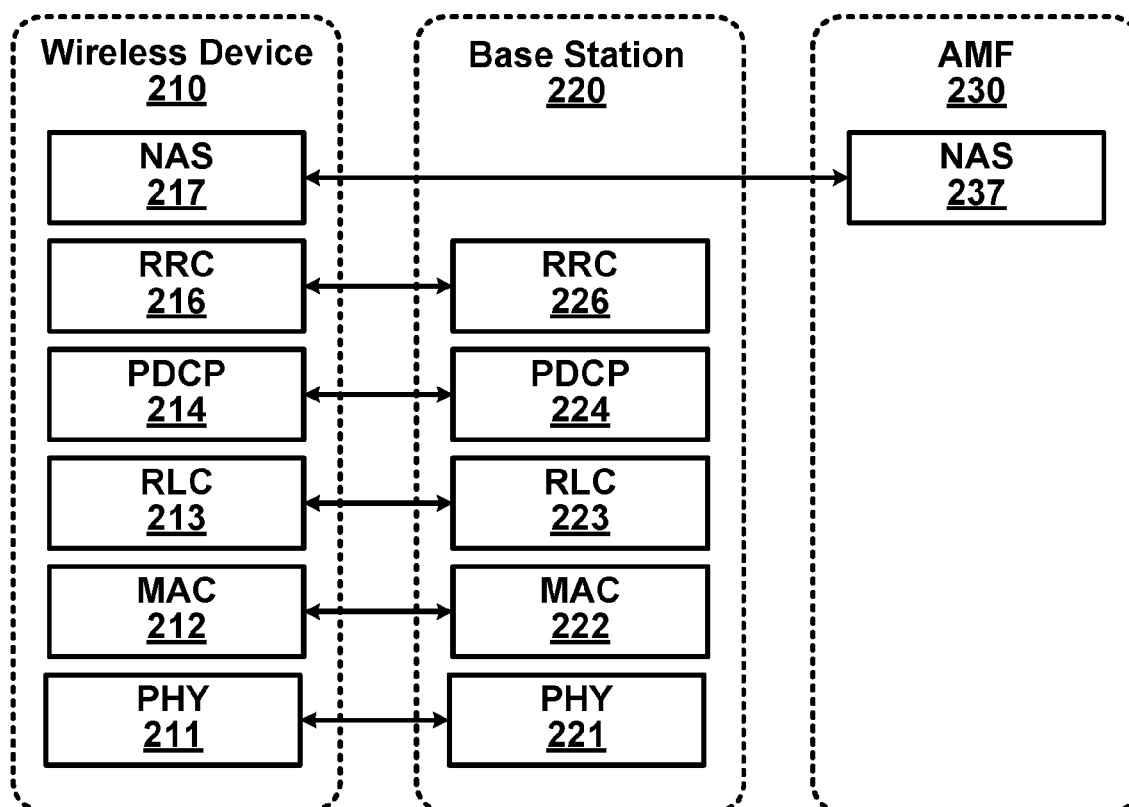 Wireless Device
210
Base Station
220
AMF
230
NAS
217
NAS
237
RRC
216
RRC
226
PDCP
214
PDCP
224
RLC
213
RLC
223
MAC
212
MAC
222
PHY
211
PHY
221